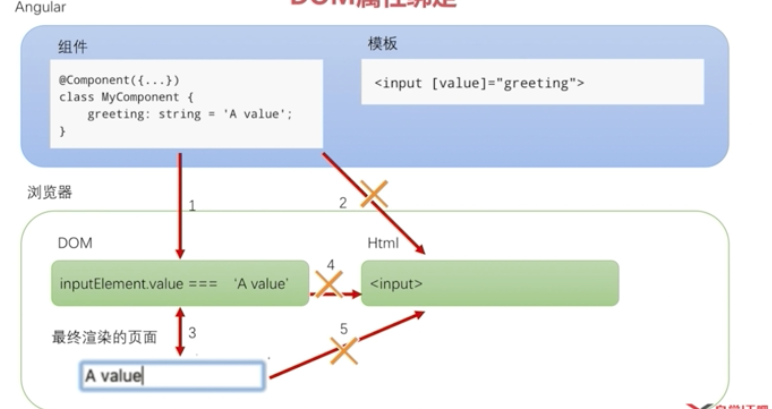 Angular
DOM属性绑定
组件
模板
@Component({...})
class MyComponent {
greeting: string = 'A value';
}
<input [value]="greeting">
浏览器
1
2
DOM
Html
inputElement.value === 'A value'
4
<input>
最终渲染的页面
3
5
A value